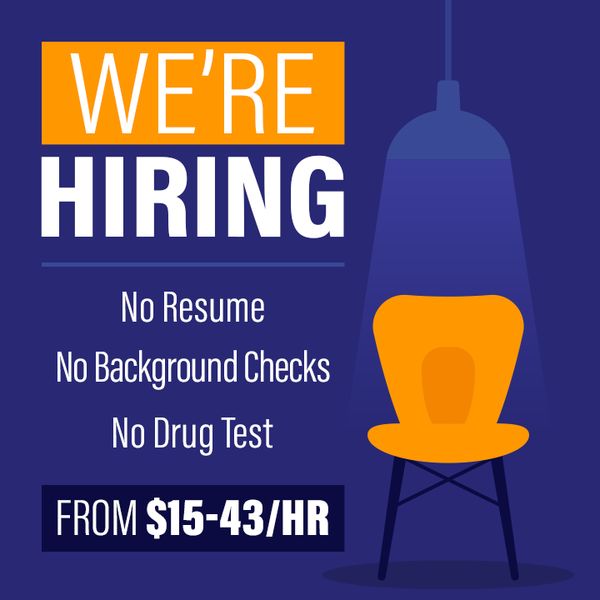 WE'RE
HIRING
No Resume
No Background Checks
No Drug Test
FROM $15-43/HR